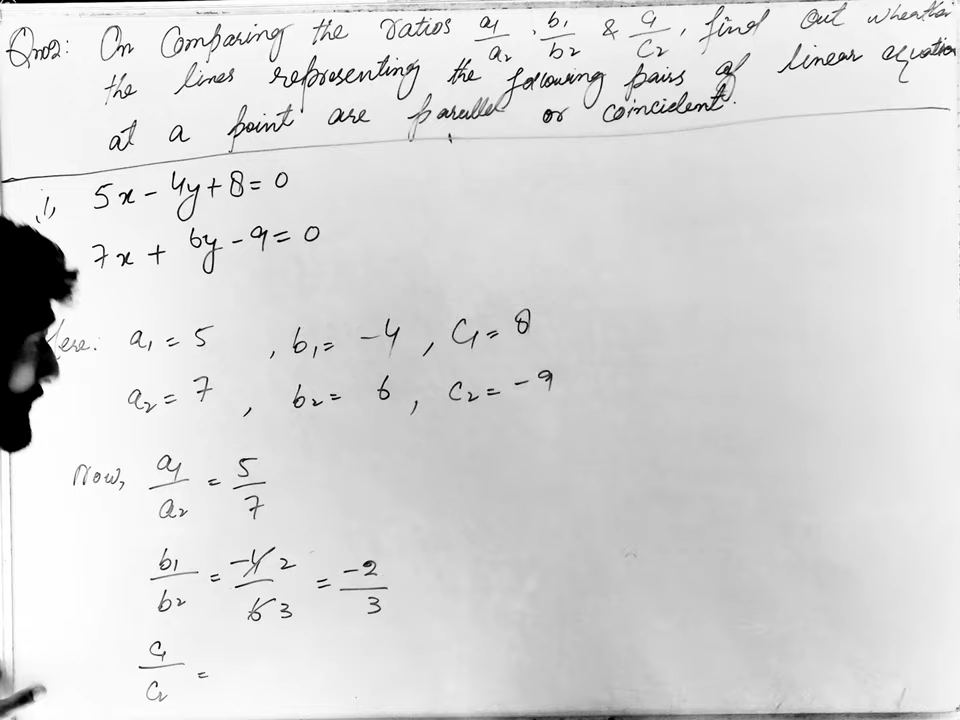 Qno2: On Comparing the ratios a1/a2, b1/b2 & c1/c2, find out wheather
the lines representing the following pairs of linear equation
at a point are parallel or coincident.
i, 5x - 4y + 8 = 0
7x + 6y - 9 = 0
Here: a1 = 5 , b1 = -4 , C1 = 8
a2 = 7 , b2 = 6 , C2 = -9
Now, a1/a2 = 5/7
b1/b2 = -4 2/6 3 = -2/3
C1/C2 =